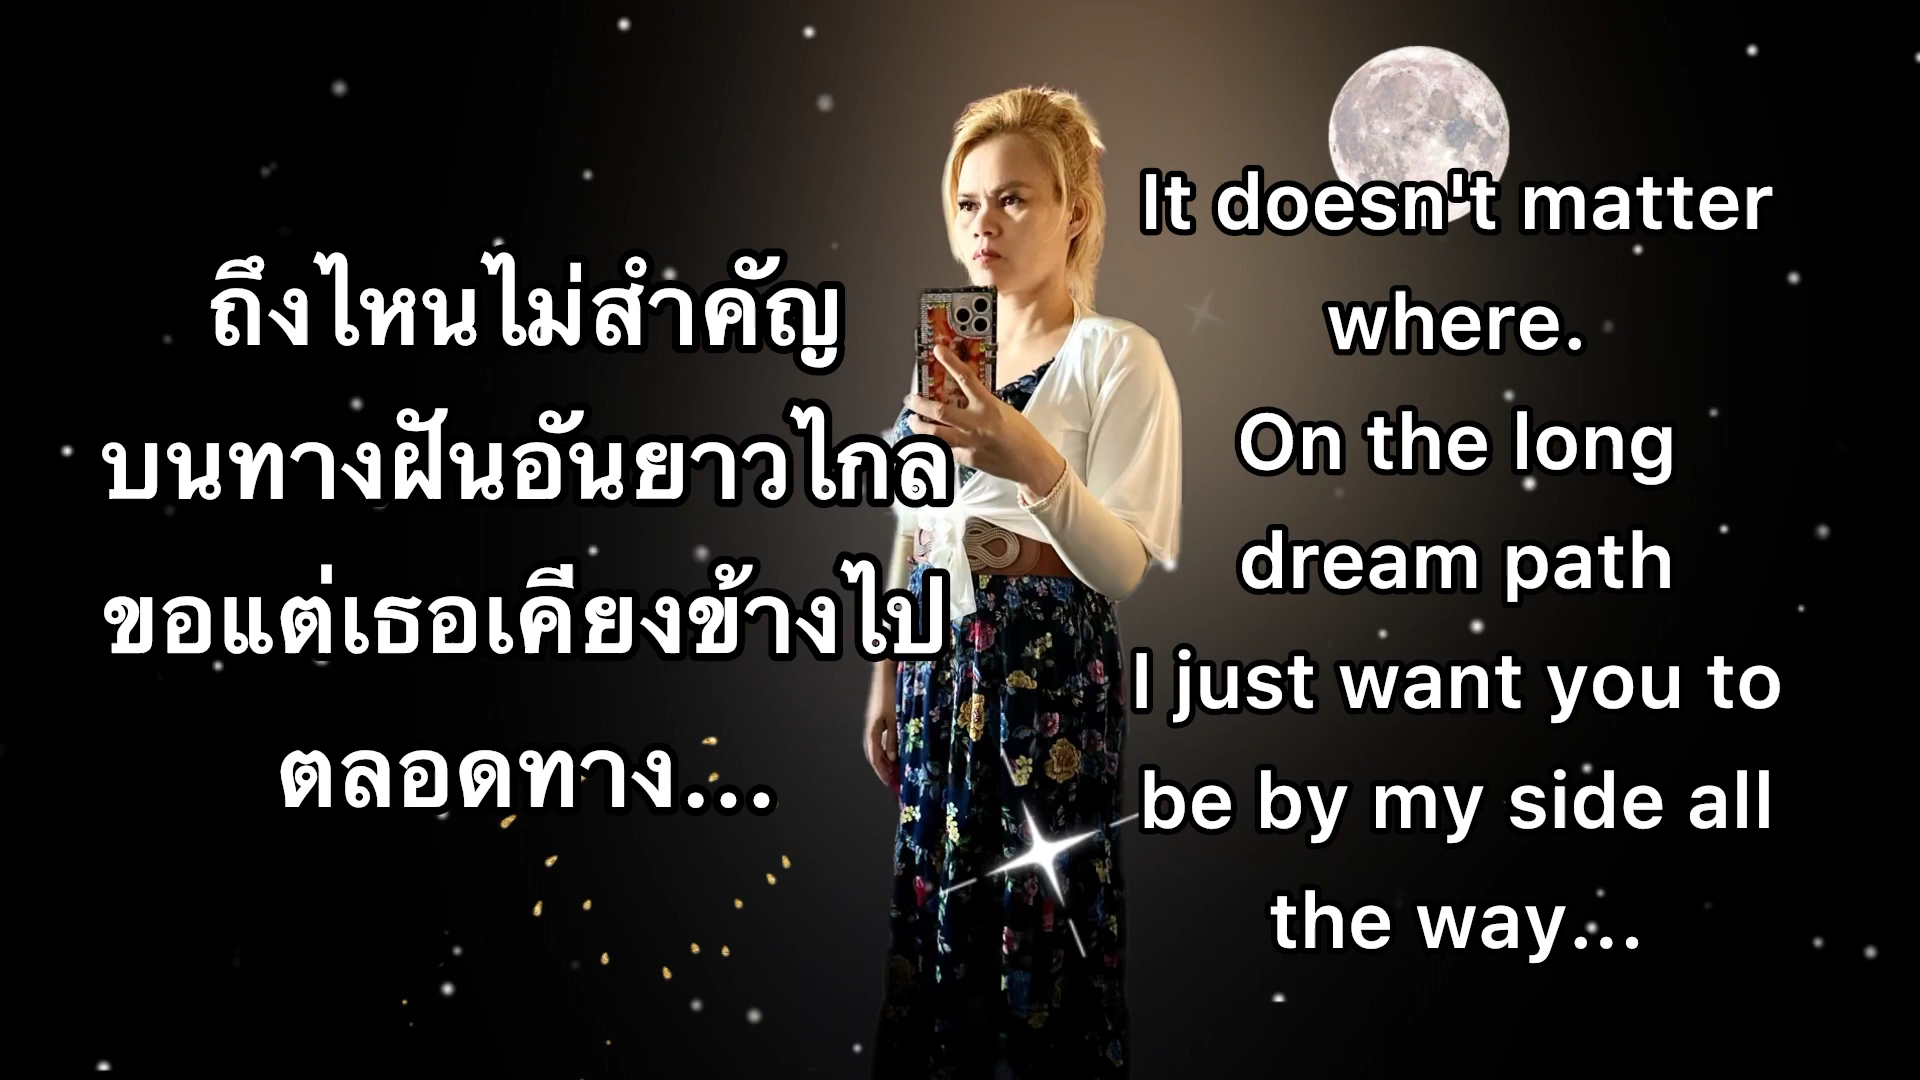 ถึงไหนไม่สำคัญ
บนทางฝันอันยาวไกล
ขอแต่เธอเคียงข้างไป
ตลอดทาง...
It doesn't matter
where.
On the long
dream path
I just want you to
be by my side all
the way...